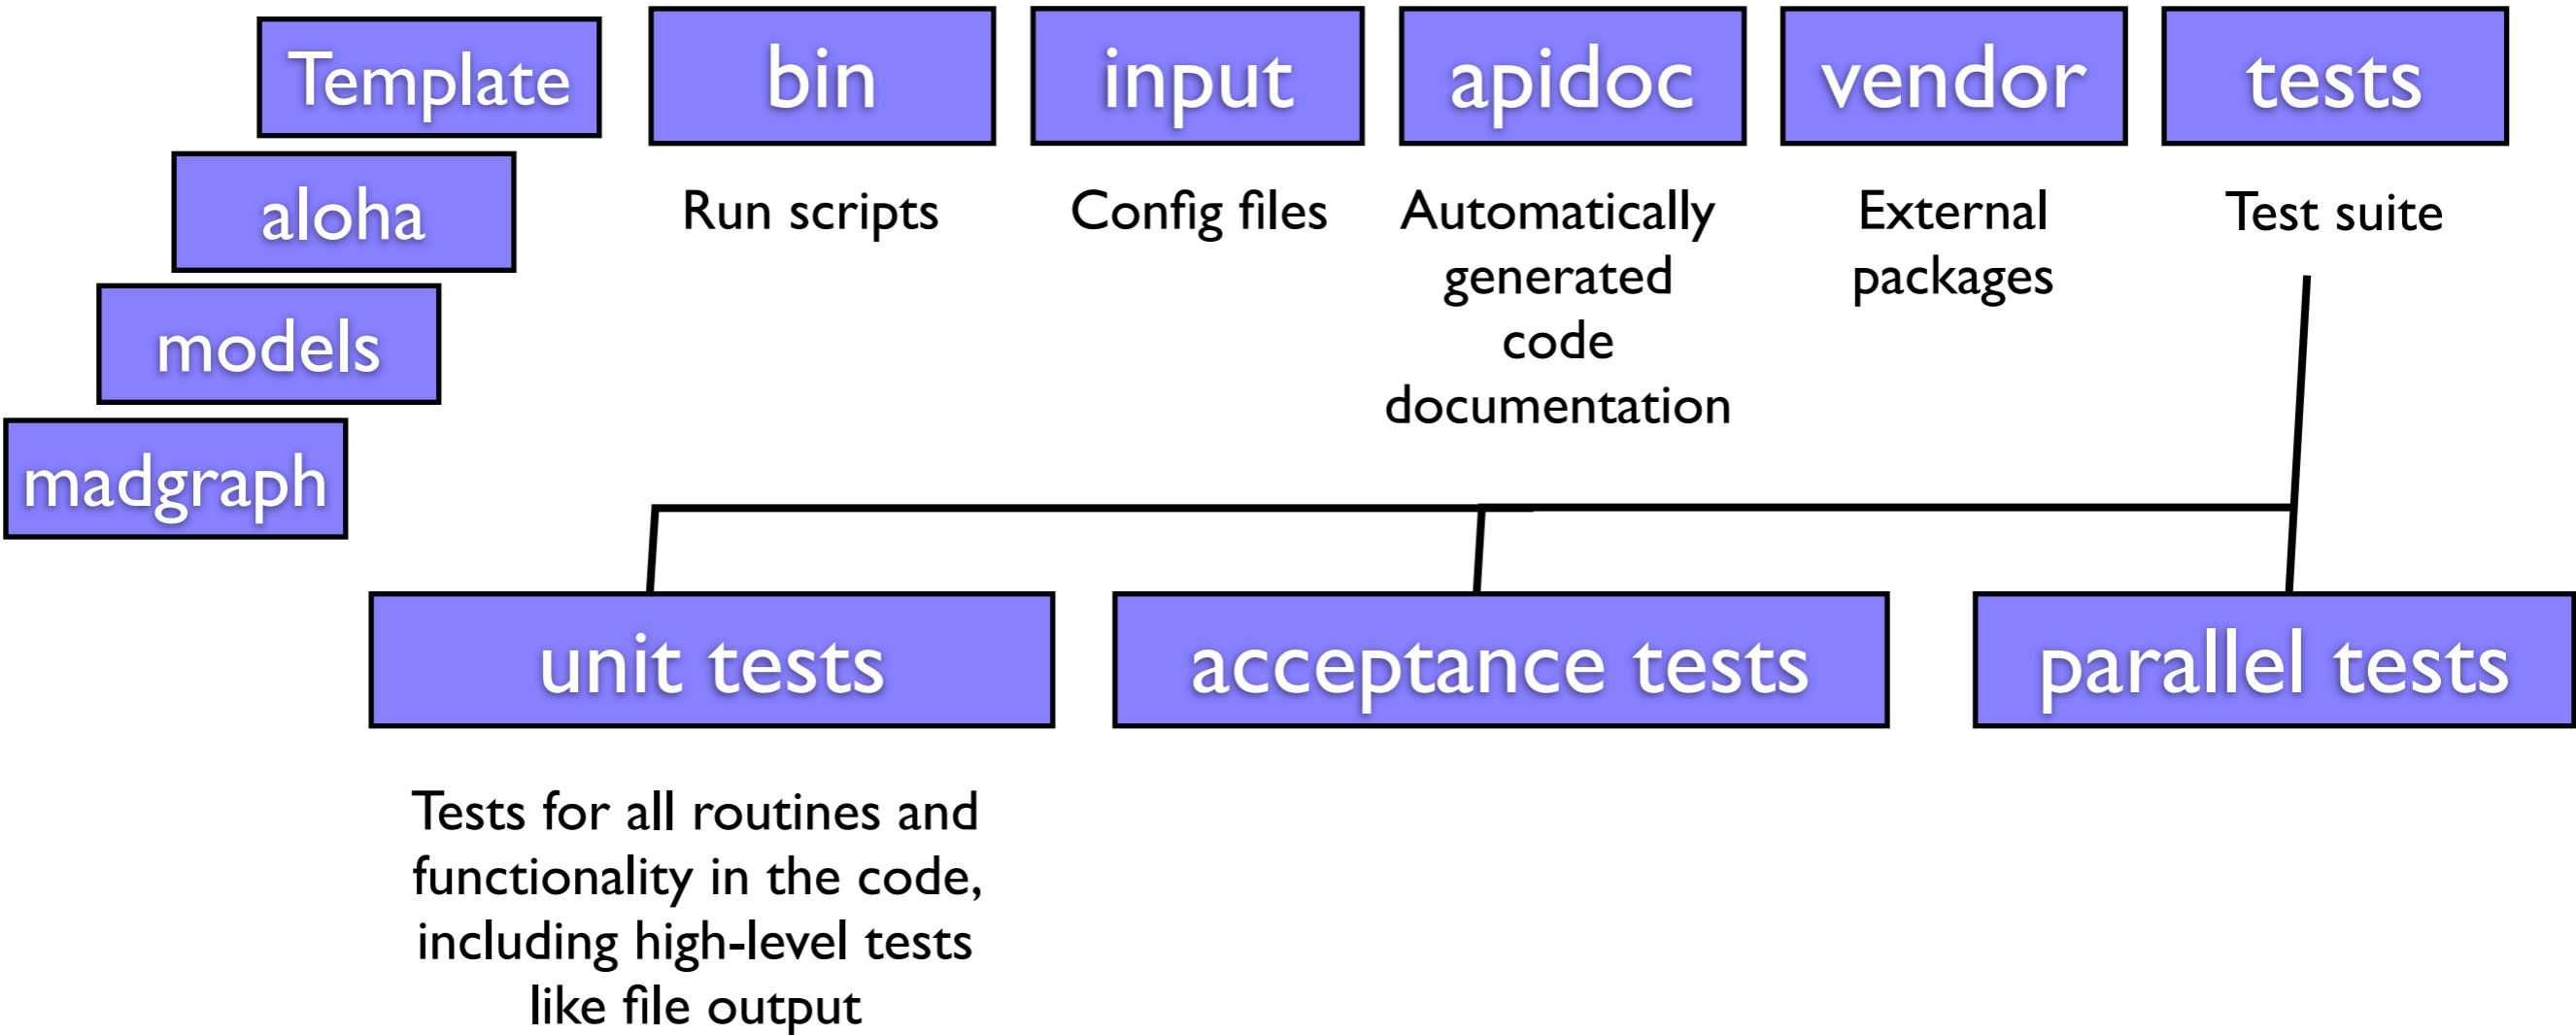 Template
bin
input
apidoc
vendor
tests
aloha
models
madgraph
Run scripts
Config files
Automatically
generated
code
documentation
External
packages
Test suite
unit tests
acceptance tests
parallel tests
Tests for all routines and
functionality in the code,
including high-level tests
like file output